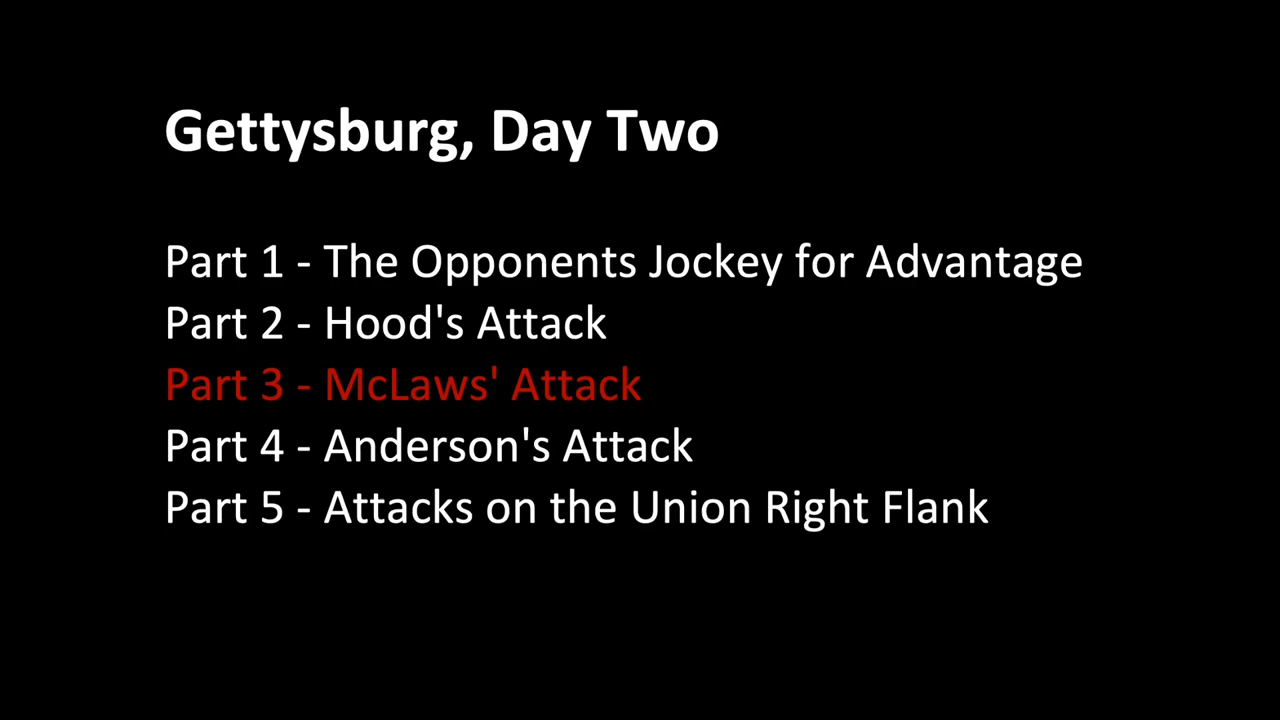 Gettysburg, Day Two
Part 1 - The Opponents Jockey for Advantage
Part 2 - Hood's Attack
Part 3 - McLaws' Attack
Part 4 - Anderson's Attack
Part 5 - Attacks on the Union Right Flank